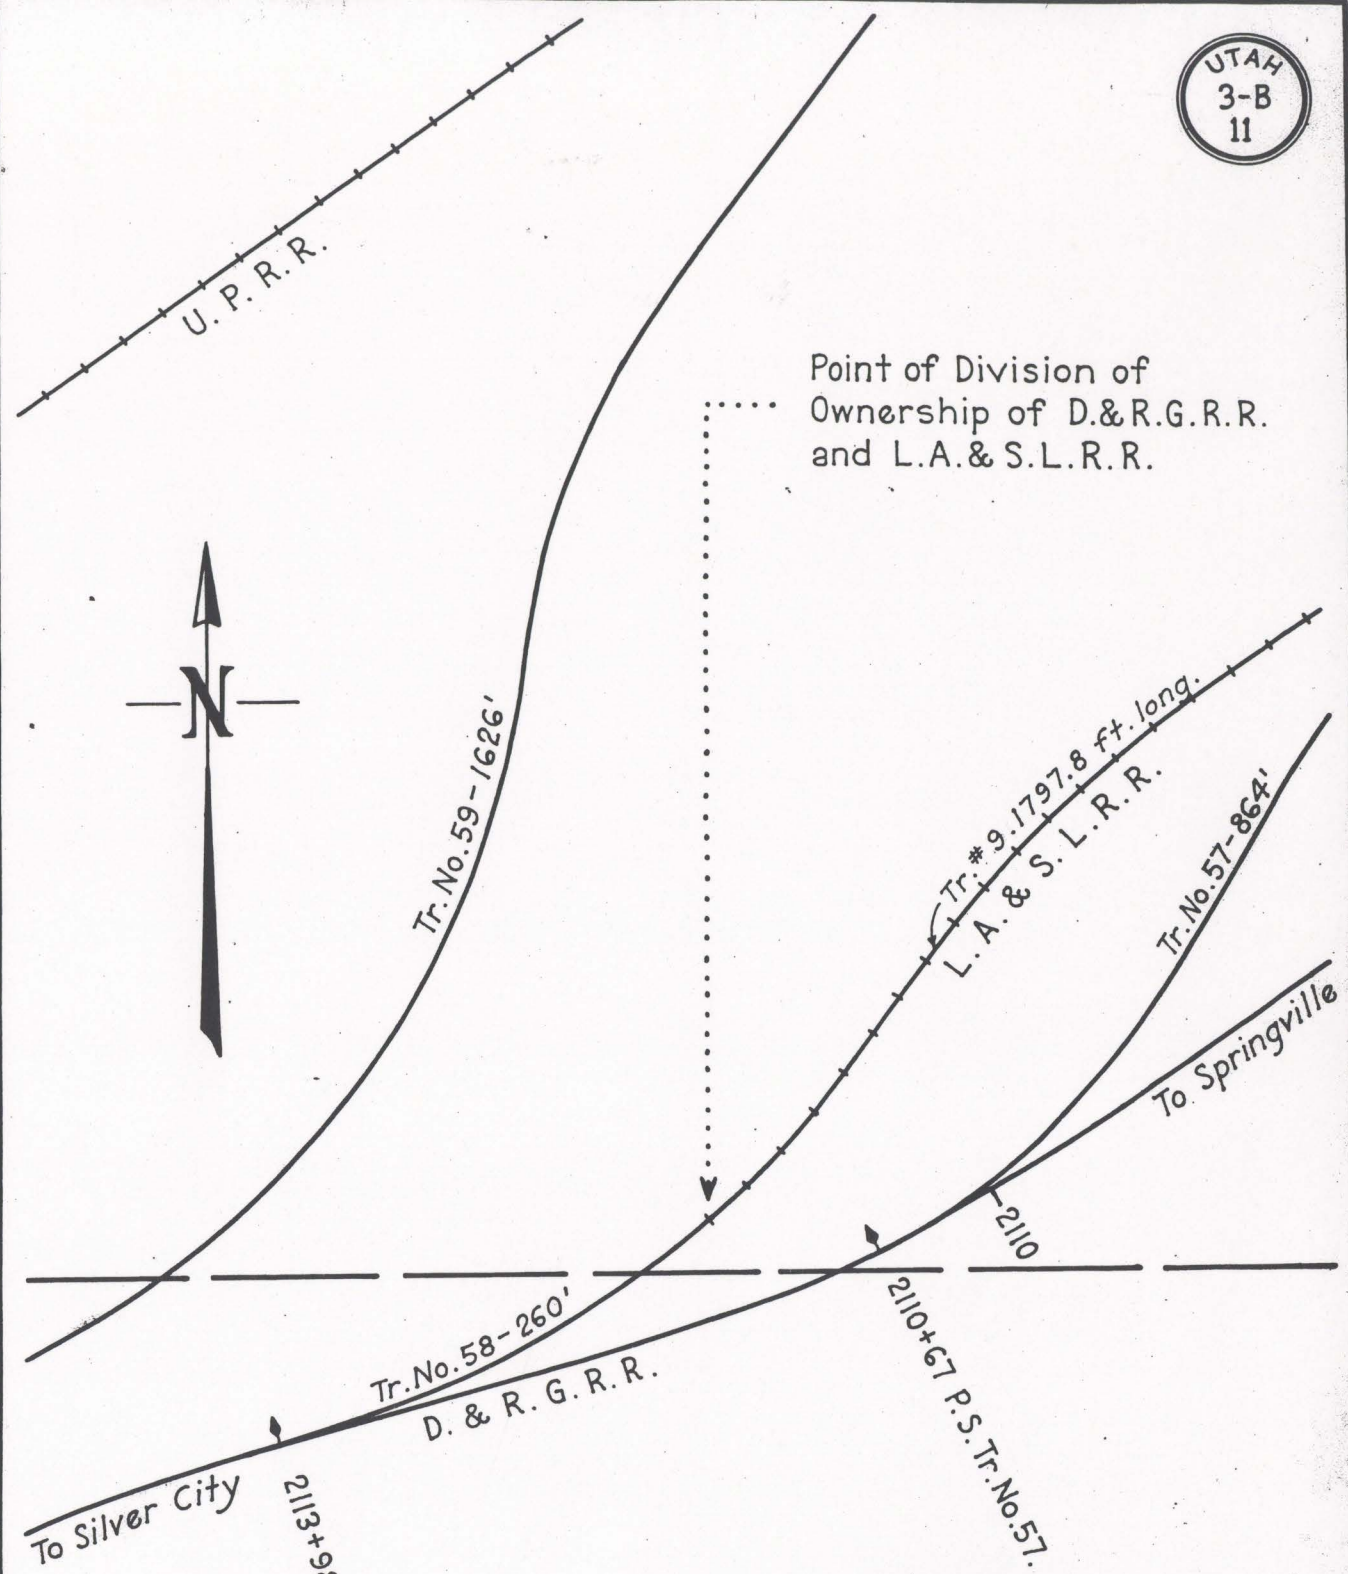 UTAH
3-B
11
U. P. R. R.
Point of Division of
Ownership of D.&R.G.R.R.
and L.A.& S.L.R.R.
N
Tr.No.59-1626'
Tr.#9.1797.8 ft. long.
L. A. & S. L. R. R.
Tr.No.57-864'
To Springville
2110
2110+67 P.S.Tr.No.57.
Tr.No.58-260'
D. & R. G. R. R.
To Silver City